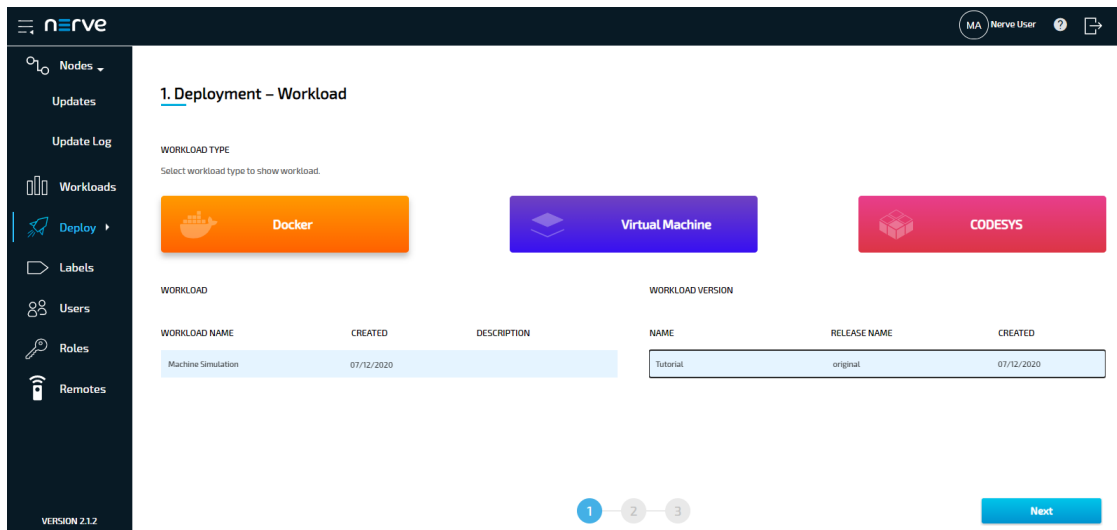 nerve
MA Nerve User ?
Nodes
Updates
Update Log
Workloads
Deploy
Labels
Users
Roles
Remotes
VERSION 2.1.2
1. Deployment – Workload
WORKLOAD TYPE
Select workload type to show workload.
Docker Virtual Machine CODESYS
WORKLOAD WORKLOAD VERSION
WORKLOAD NAME CREATED DESCRIPTION NAME RELEASE NAME CREATED
Machine Simulation 07/12/2020 Tutorial original 07/12/2020
1 2 3 Next